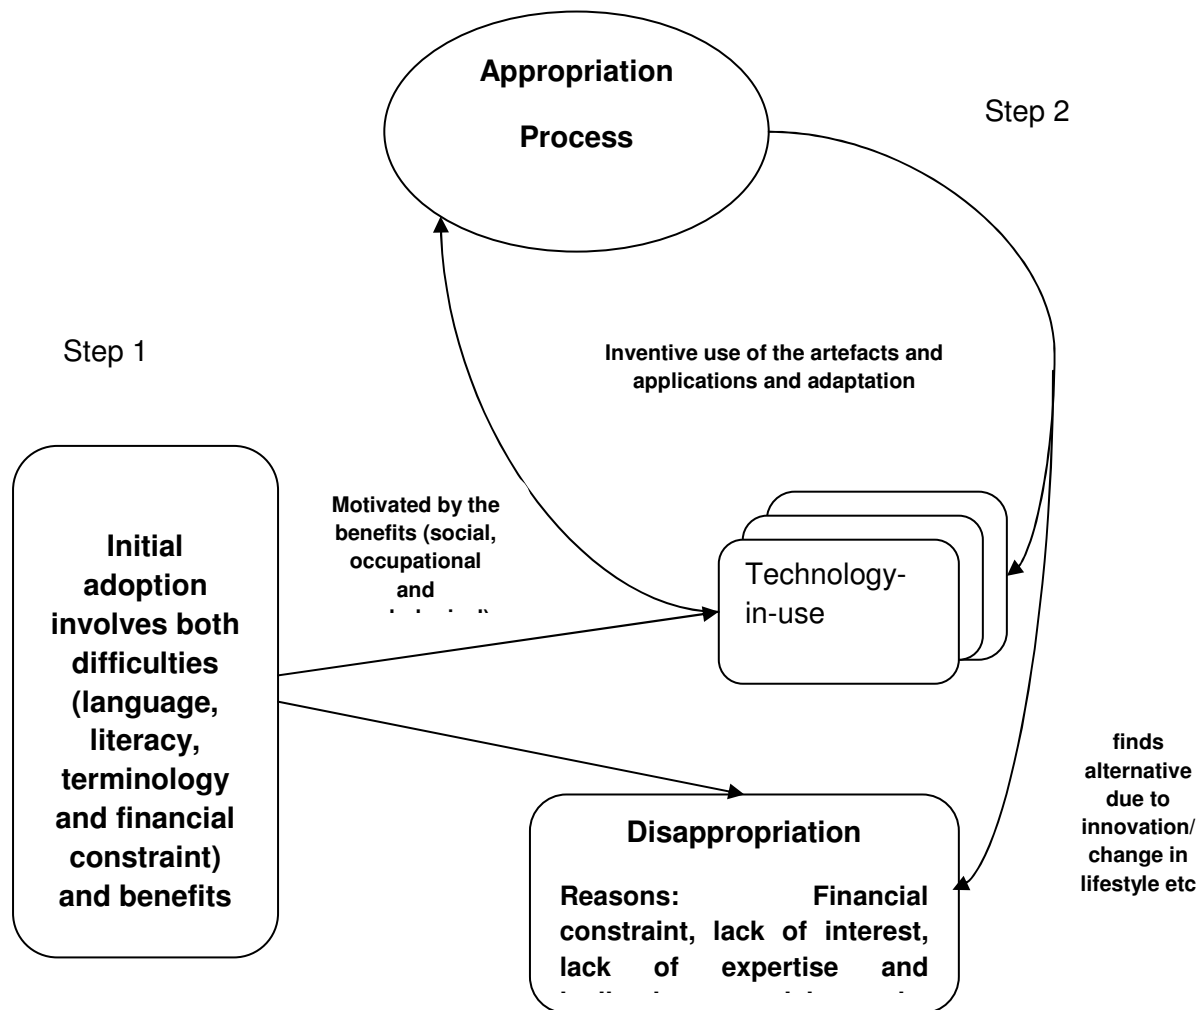 Appropriation
Process
Step 2
Step 1
Inventive use of the artefacts and
applications and adaptation
Motivated by the
benefits (social,
occupational
and
Initial
adoption
involves both
difficulties
(language,
literacy,
terminology
and financial
constraint)
and benefits
Technology-
in-use
finds
alternative
due to
innovation/
change in
lifestyle etc
Disappropriation
Reasons: Financial
constraint, lack of interest,
lack of expertise and